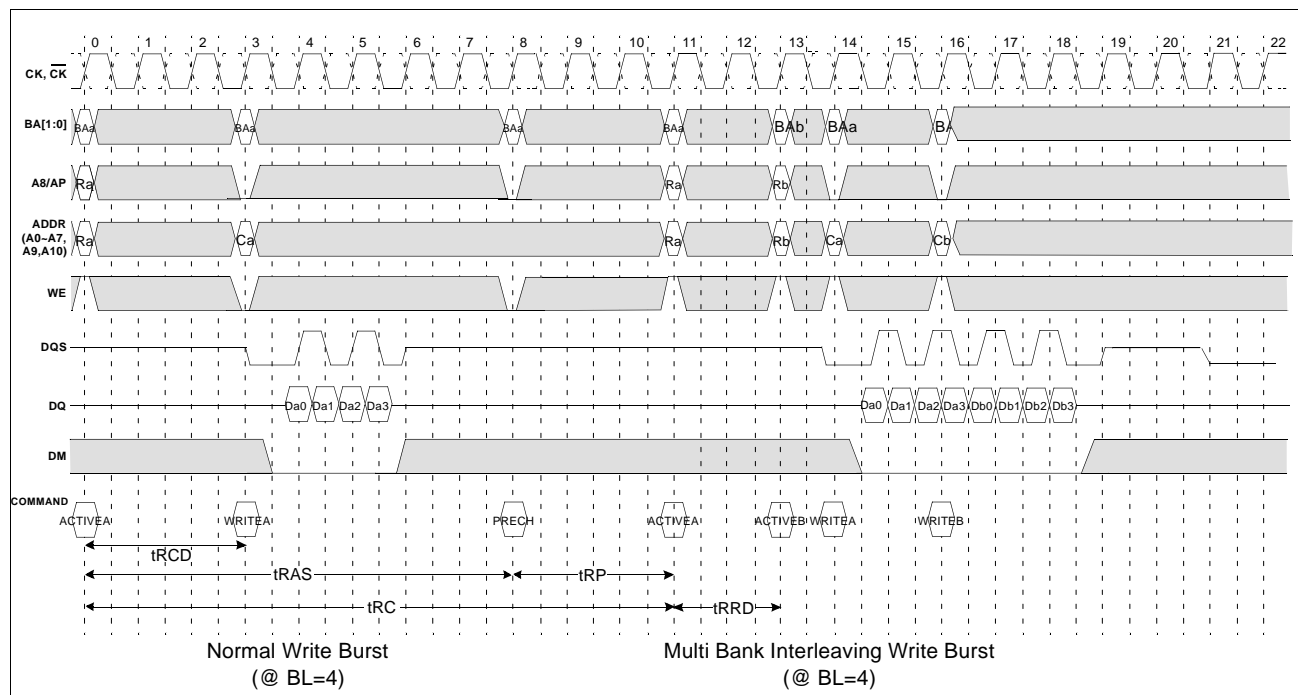 0 1 2 3 4 5 6 7 8 9 10 11 12 13 14 15 16 17 18 19 20 21 22
CK, CK
BA[1:0] BAa BAa BAa BAa BAb BAa BA
A8/AP Ra Ra Rb
ADDR
(A0~A7,
A9,A10) Ra Ca Ra Rb Ca Cb
WE
DQS
DQ Da0 Da1 Da2 Da3 Da0 Da1 Da2 Da3 Db0 Db1 Db2 Db3
DM
COMMAND
ACTIVEA WRITEA PRECH ACTIVEA ACTIVEB WRITEA WRITEB
tRCD
tRAS tRP
tRC tRRD
Normal Write Burst Multi Bank Interleaving Write Burst
(@ BL=4) (@ BL=4)